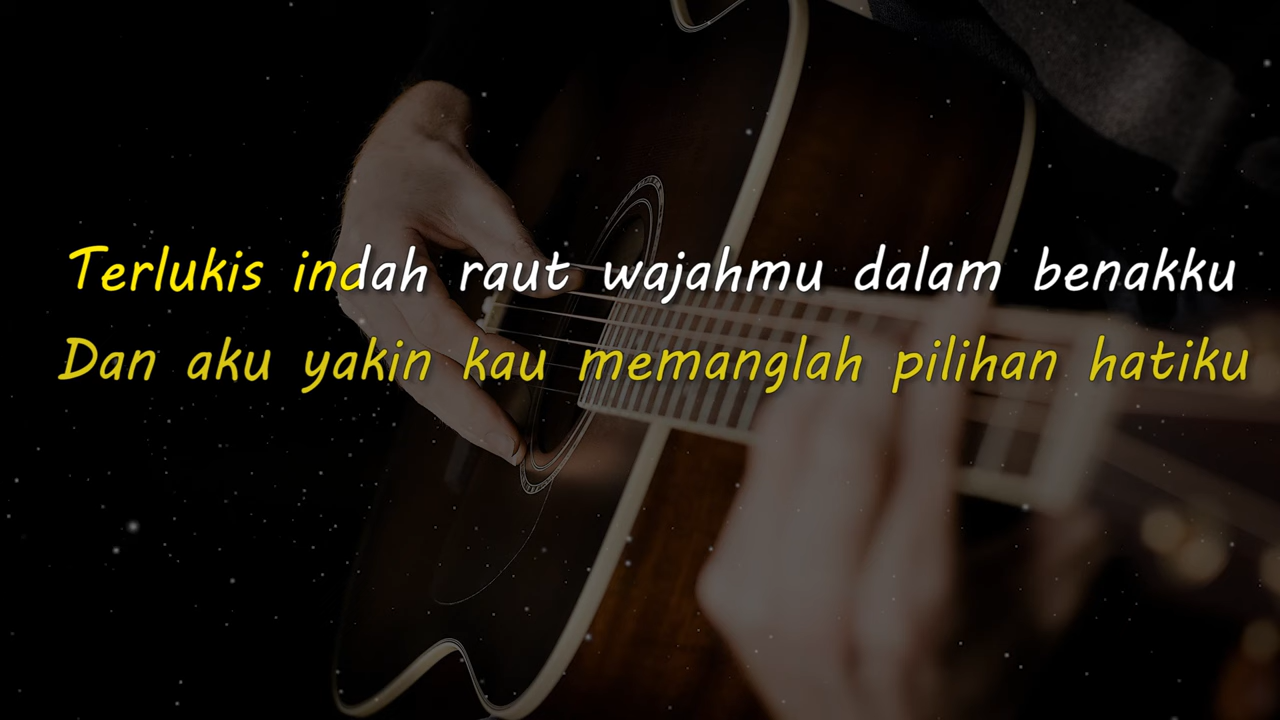 Terlukis indah raut wajahmu dalam benakku
Dan aku yakin kau memanglah pilihan hatiku